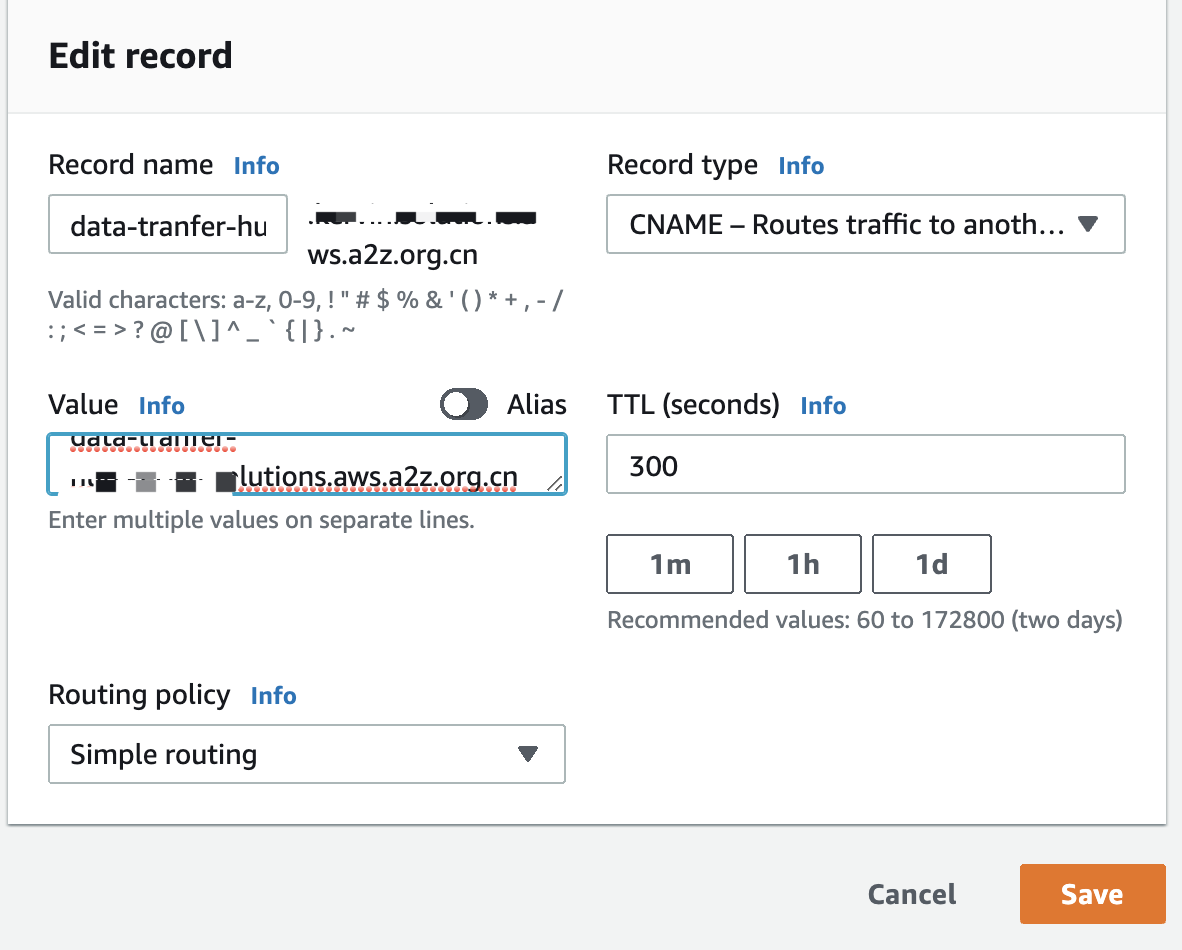 Edit record
Record name Info
data-tranfer-hu
ws.a2z.org.cn
Valid characters: a-z, 0-9, ! " # $ % & ' ( ) * + , - /
: ; < = > ? @ [ \ ] ^ _ ` { | } . ~
Record type Info
CNAME – Routes traffic to anoth...
Value Info
Alias
data-tranfer-
lutions.aws.a2z.org.cn
Enter multiple values on separate lines.
TTL (seconds) Info
300
1m
1h
1d
Recommended values: 60 to 172800 (two days)
Routing policy Info
Simple routing
Cancel
Save